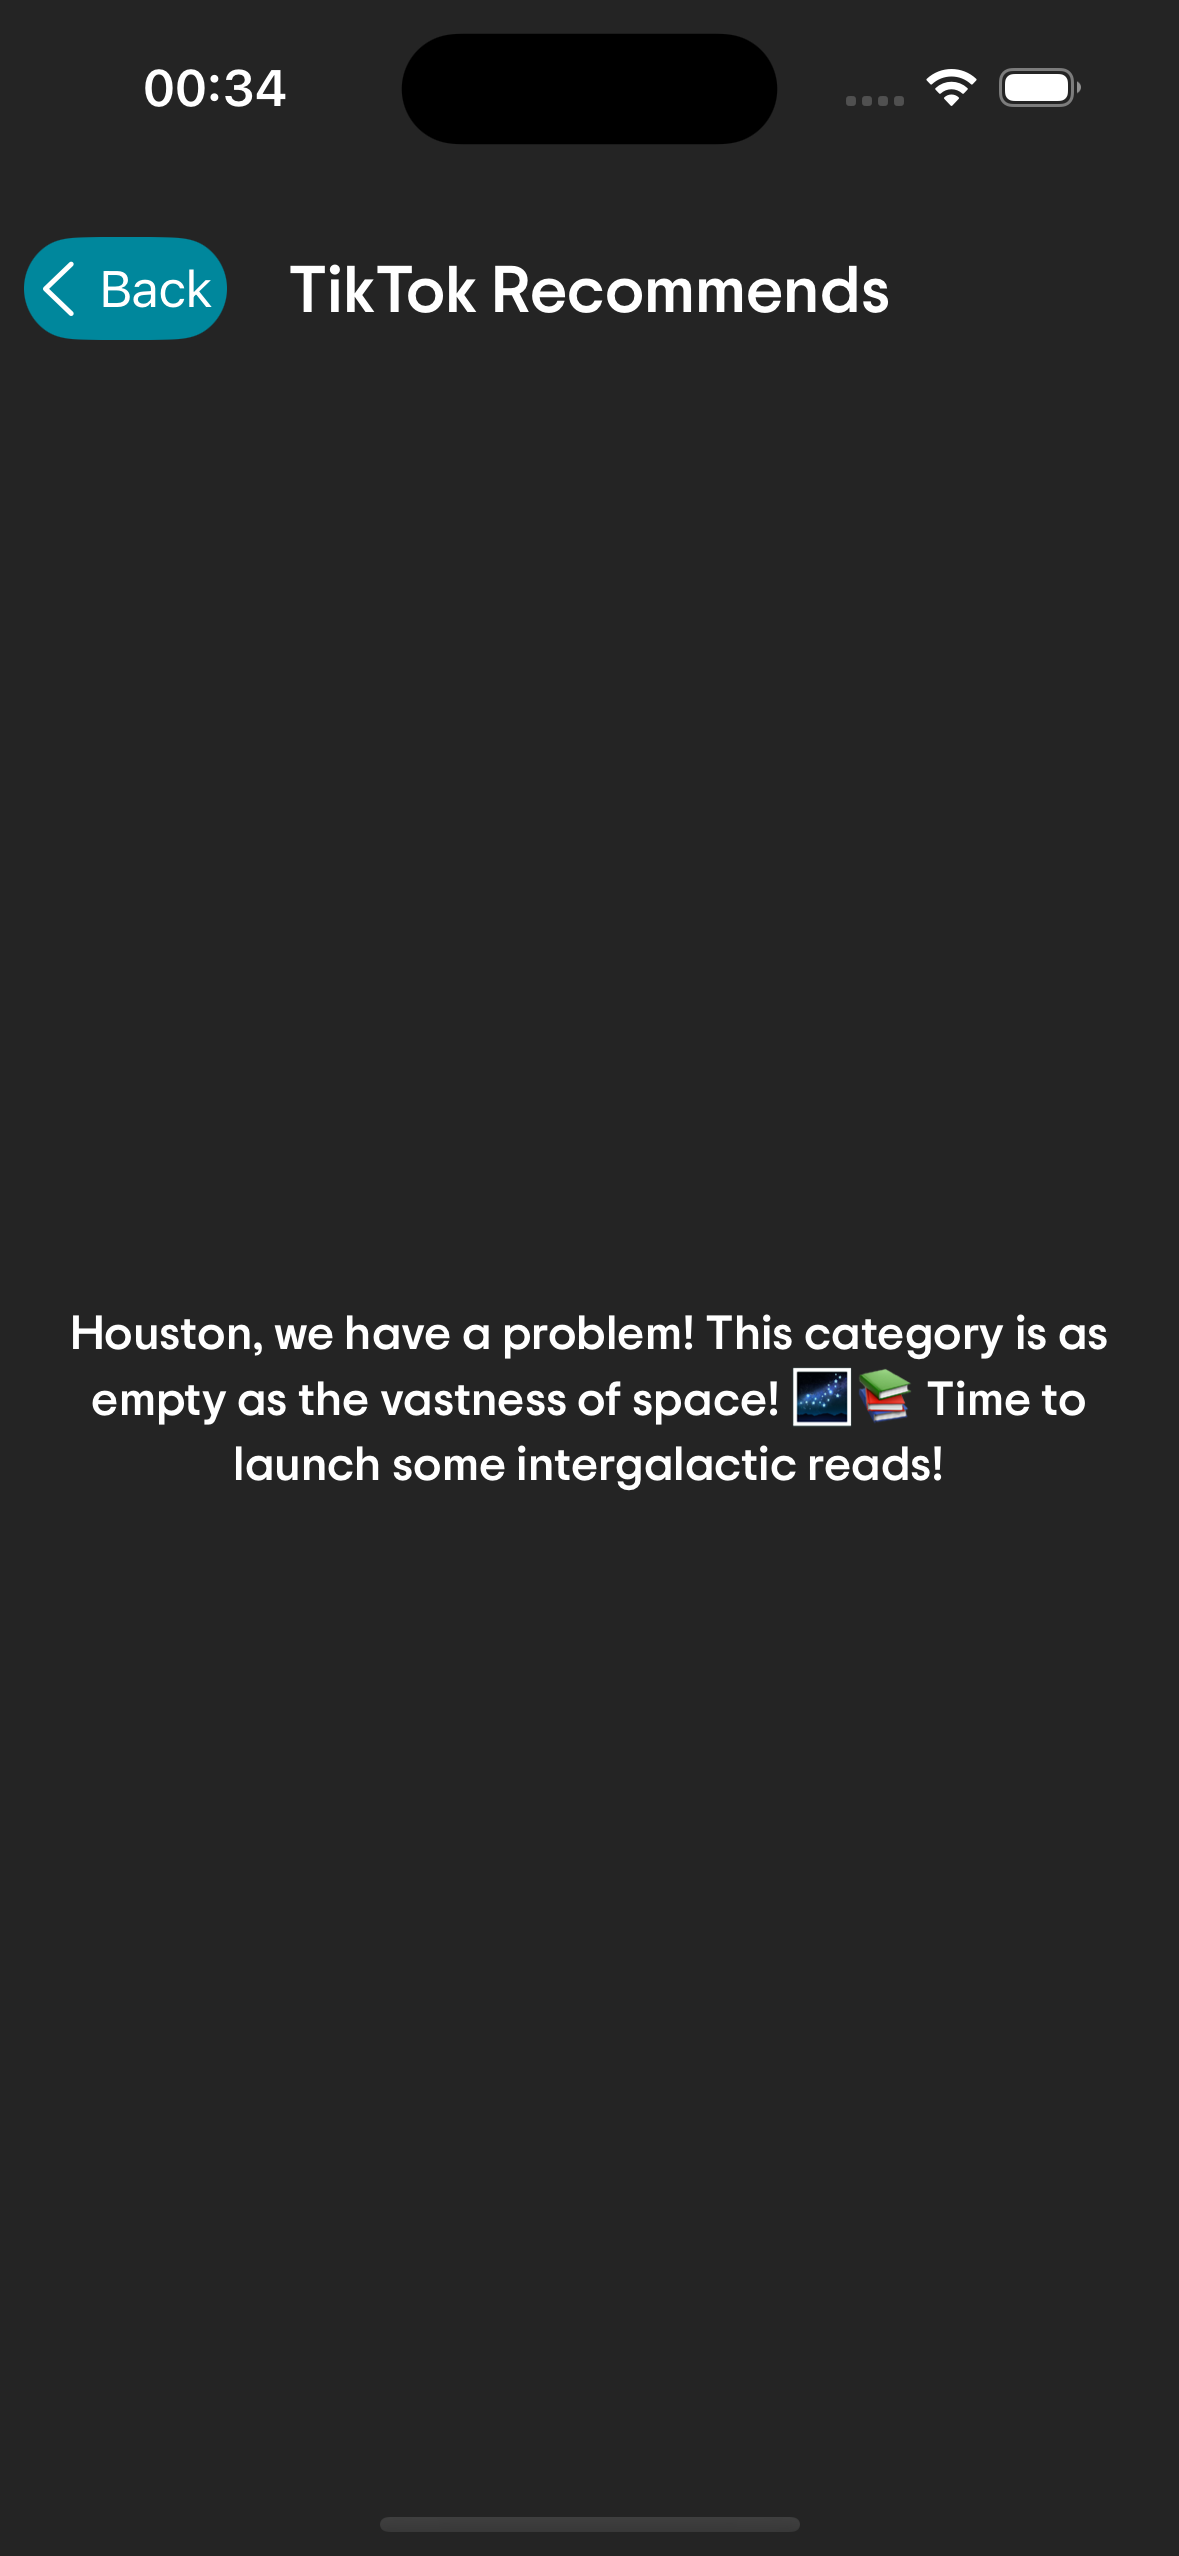 00:34
Back
TikTok Recommends
Houston, we have a problem! This category is as
empty as the vastness of space! 🌌📚 Time to
launch some intergalactic reads!